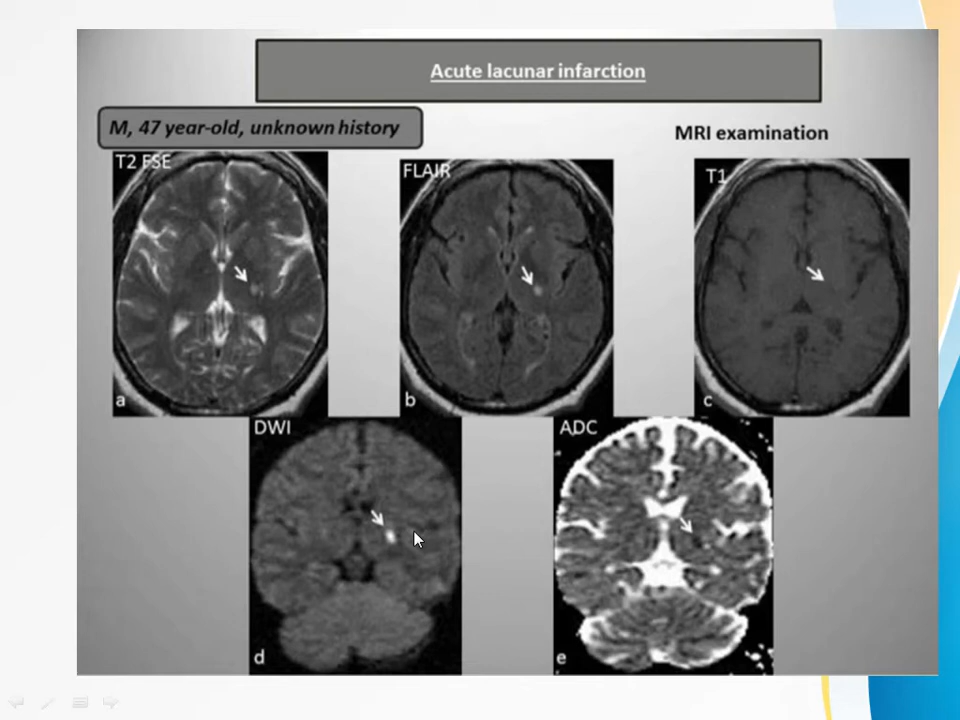 Acute lacunar infarction
M, 47 year-old, unknown history
MRI examination
T2 FSE
FLAIR
T1
a
b
c
DWI
ADC
d
e